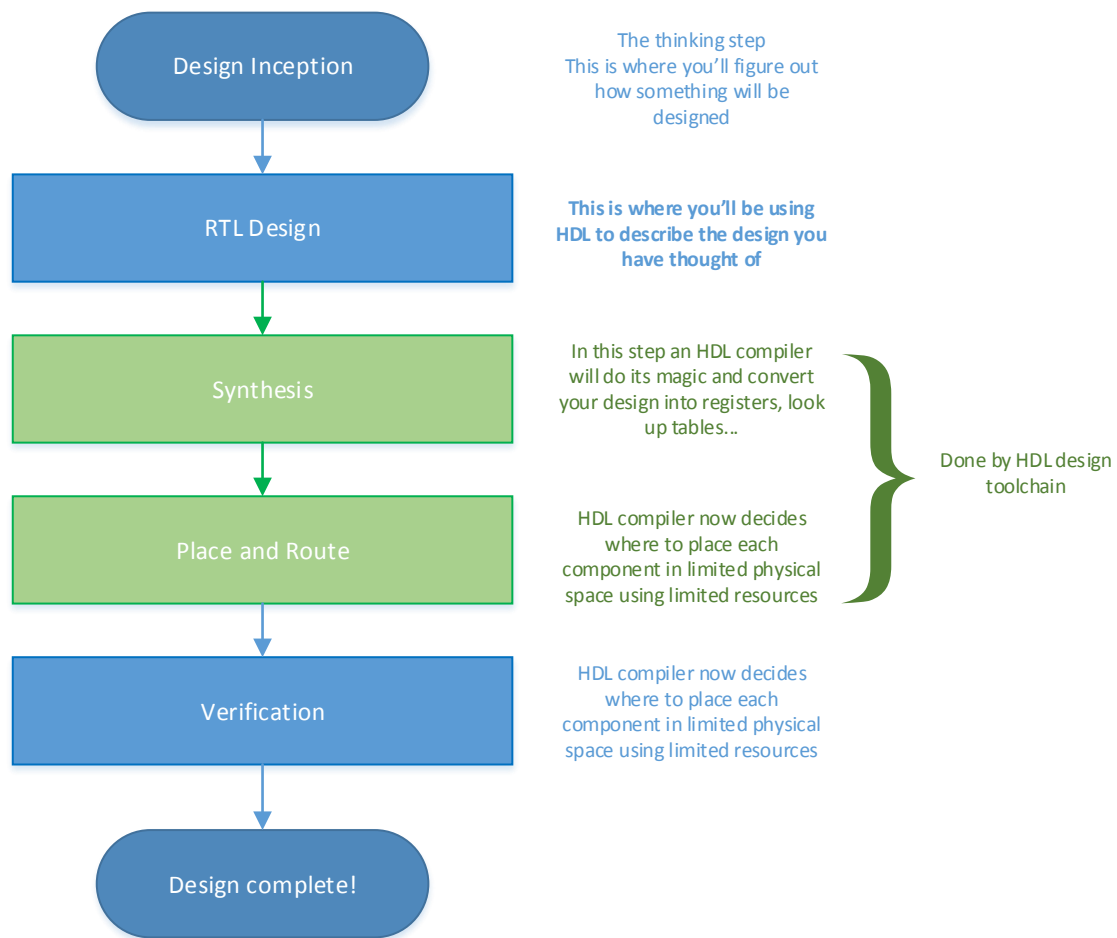 Design Inception
The thinking step
This is where you’ll figure out
how something will be
designed
RTL Design
This is where you’ll be using
HDL to describe the design you
have thought of
Synthesis
In this step an HDL compiler
will do its magic and convert
your design into registers, look
up tables...
Done by HDL design
toolchain
Place and Route
HDL compiler now decides
where to place each
component in limited physical
space using limited resources
Verification
HDL compiler now decides
where to place each
component in limited physical
space using limited resources
Design complete!